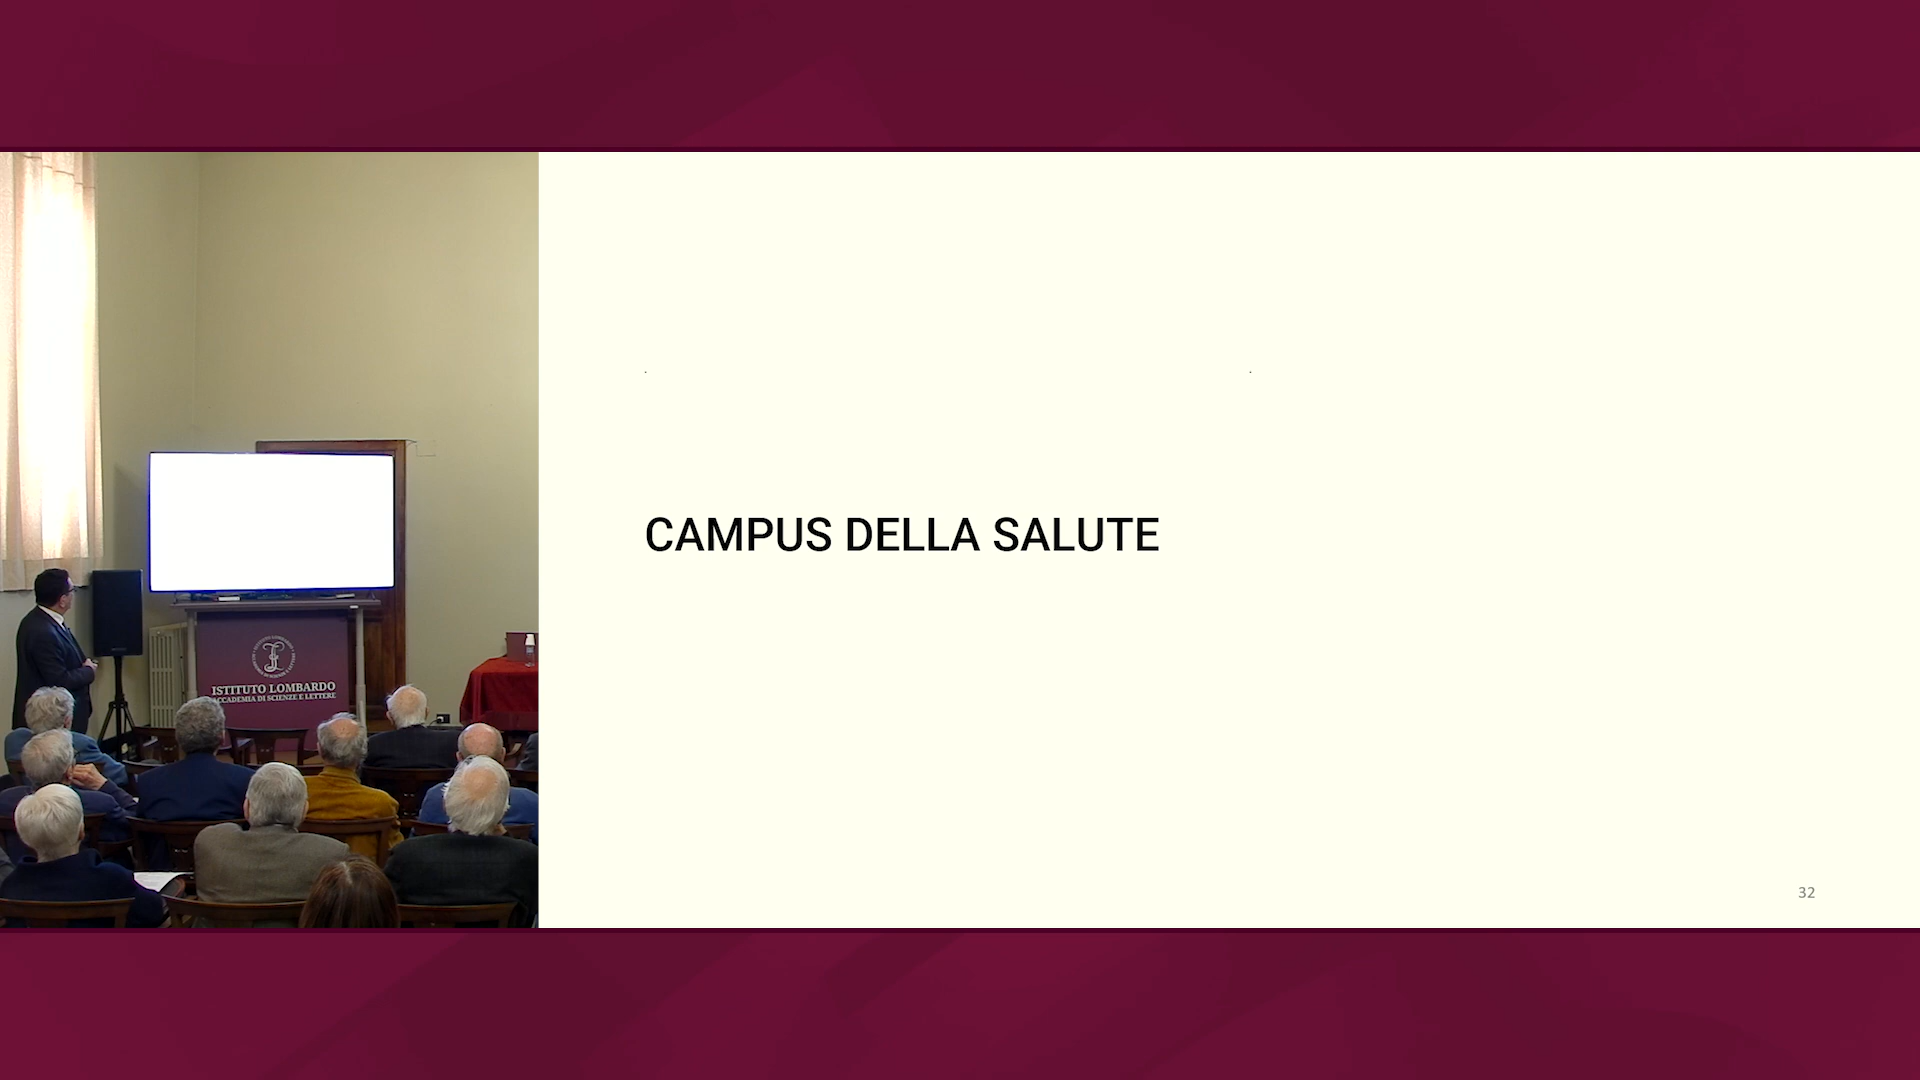 ISTITUTO LOMBARDO
ACCADEMIA DI SCIENZE E LETTERE
CAMPUS DELLA SALUTE
32